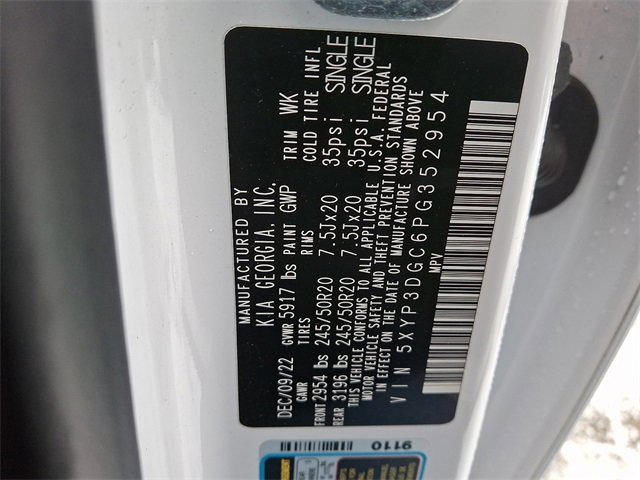 MANUFACTURED BY
KIA GEORGIA, INC.
DEC/09/22 GVWR 5917 lbs PAINT GWP TRIM WK
GAWR TIRES RIMS COLD TIRE INFL
FRONT 2954 lbs 245/50R20 7.5Jx20 35psi SINGLE
REAR 3196 lbs 245/50R20 7.5Jx20 35psi SINGLE
THIS VEHICLE CONFORMS TO ALL APPLICABLE U.S.A. FEDERAL
MOTOR VEHICLE SAFETY AND THEFT PREVENTION STANDARDS
IN EFFECT ON DATE OF MANUFACTURE SHOWN ABOVE
VIN 5XYP3DGC6PG352954
MPV
9110